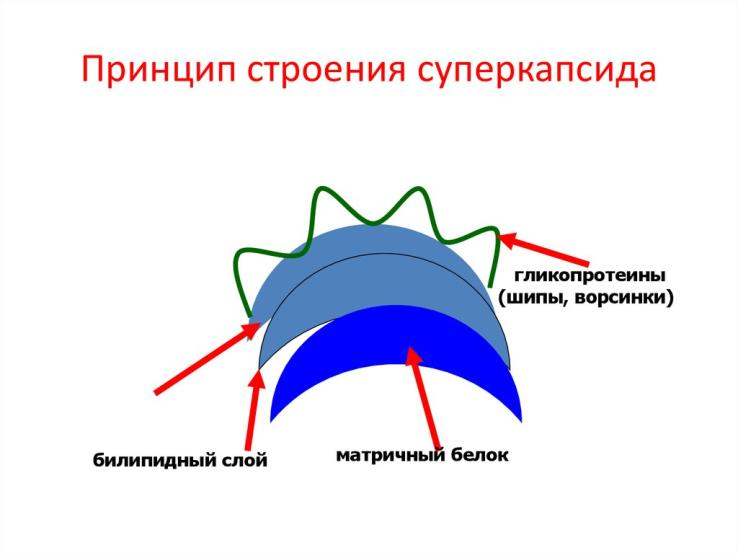 Принцип строения суперкапсида
гликопротеины
(шипы, ворсинки)
билипидный слой
матричный белок